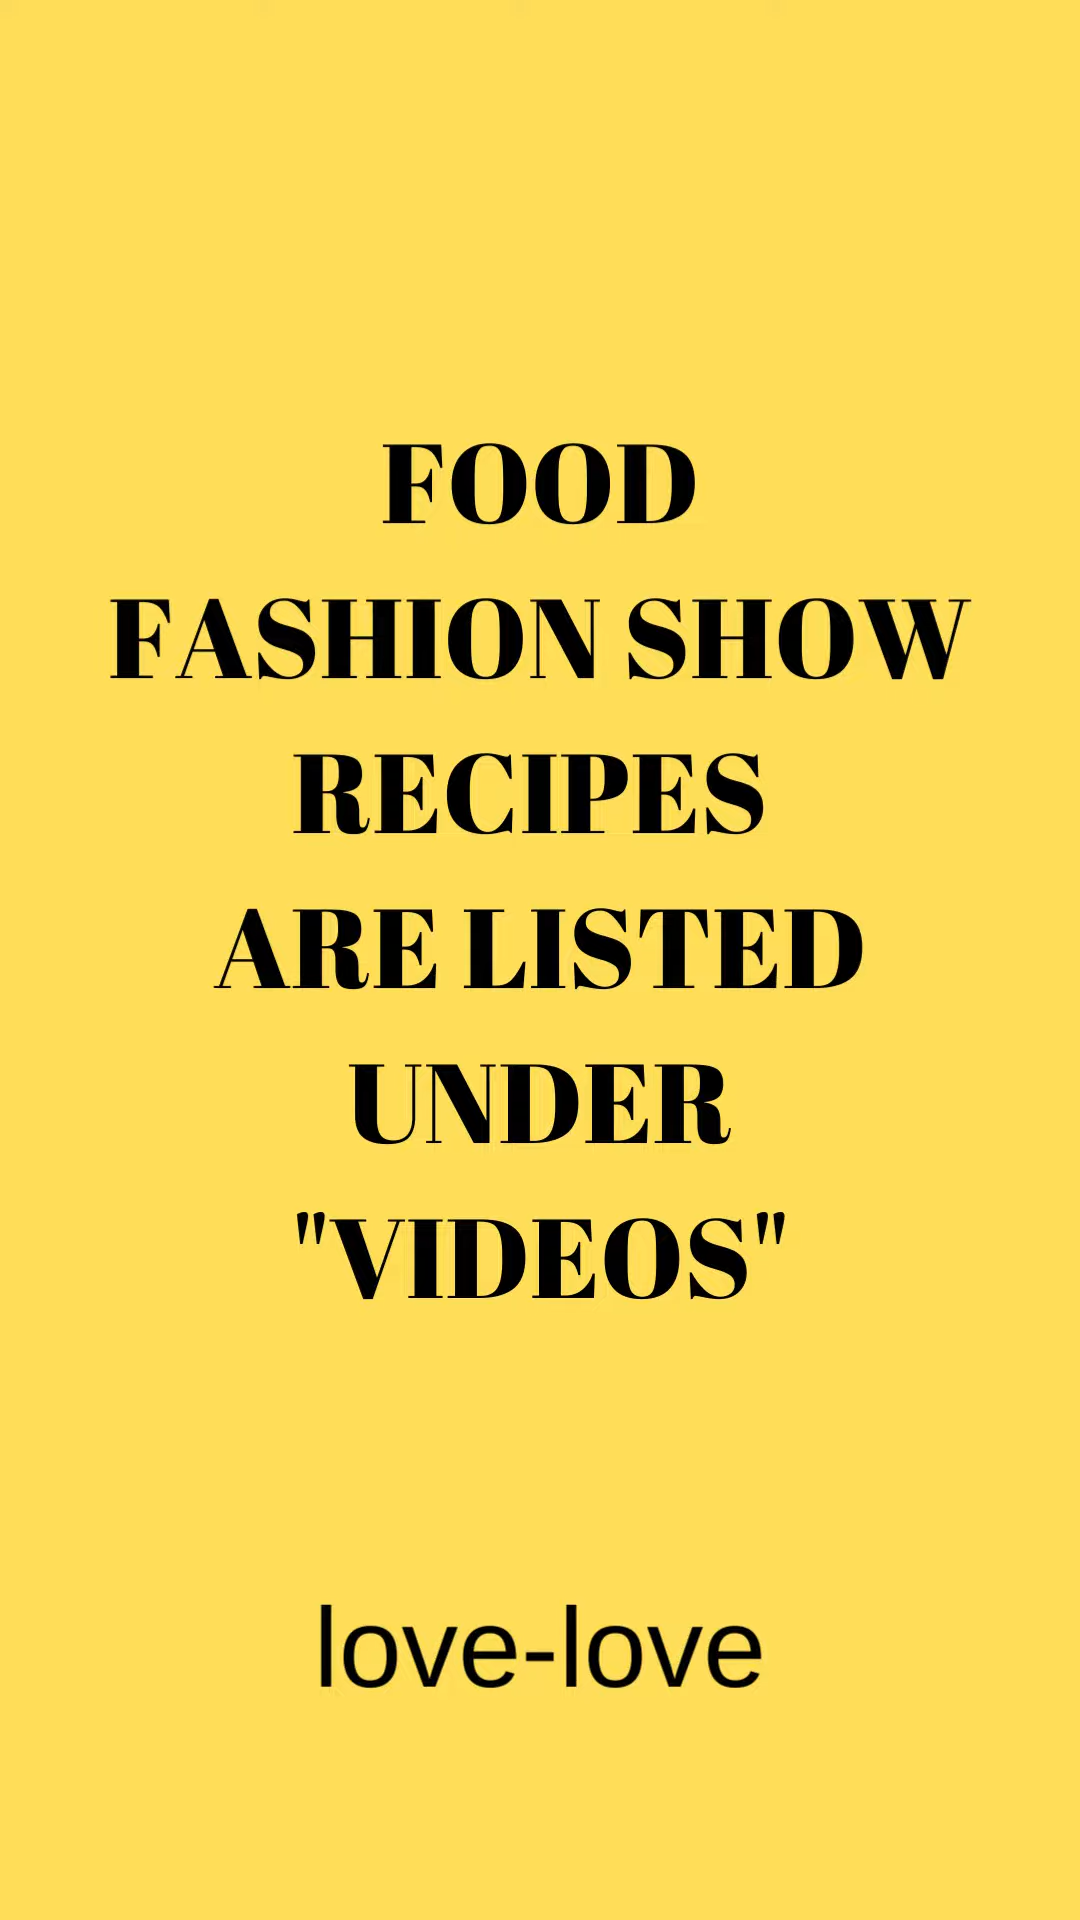 FOOD
FASHION SHOW
RECIPES
ARE LISTED
UNDER
"VIDEOS"
love-love